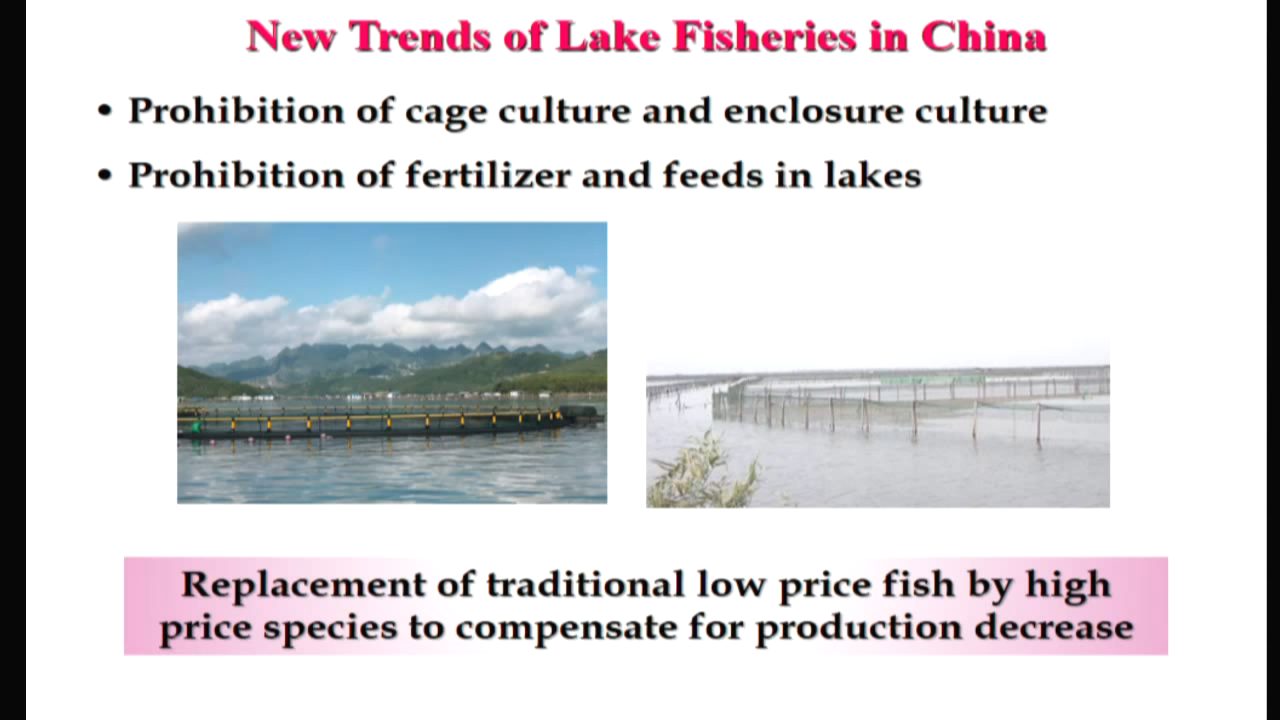 New Trends of Lake Fisheries in China
• Prohibition of cage culture and enclosure culture
• Prohibition of fertilizer and feeds in lakes
Replacement of traditional low price fish by high
price species to compensate for production decrease